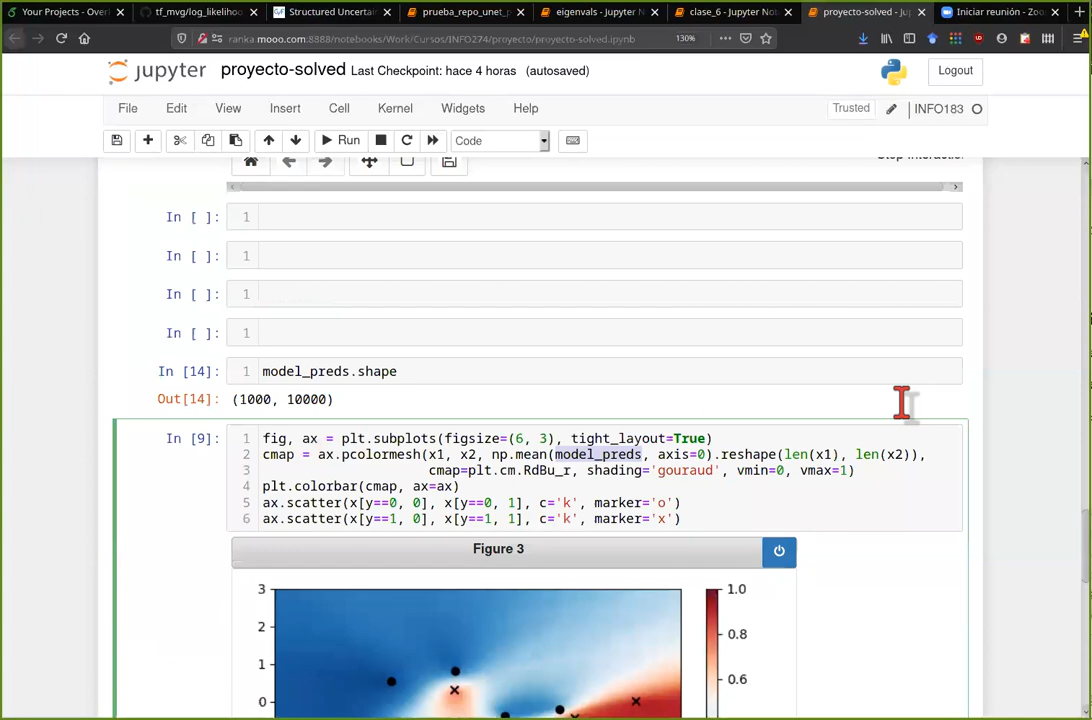 Your Projects - Overl
tf_mvg/log_likelihoo
Structured Uncertain
prueba_repo_unet_p
eigenvals - Jupyter N
clase_6 - Jupyter Not
proyecto-solved - Jup
Iniciar reunión - Zoo
ranka.mooo.com:8888/notebooks/Work/Cursos/INFO274/proyecto/proyecto-solved.ipynb
130%
jupyter
proyecto-solved Last Checkpoint: hace 4 horas (autosaved)
Logout
File Edit View Insert Cell Kernel Widgets Help
Trusted
INFO183
Run
Code
In [ ]: 1
In [ ]: 1
In [ ]: 1
In [ ]: 1
In [14]: 1 model_preds.shape
Out[14]: (1000, 10000)
In [9]: 1 fig, ax = plt.subplots(figsize=(6, 3), tight_layout=True)
2 cmap = ax.pcolormesh(x1, x2, np.mean(model_preds, axis=0).reshape(len(x1), len(x2)),
3 cmap=plt.cm.RdBu_r, shading='gouraud', vmin=0, vmax=1)
4 plt.colorbar(cmap, ax=ax)
5 ax.scatter(x[y==0, 0], x[y==0, 1], c='k', marker='o')
6 ax.scatter(x[y==1, 0], x[y==1, 1], c='k', marker='x')
Figure 3
3
2
1
0
1.0
0.8
0.6